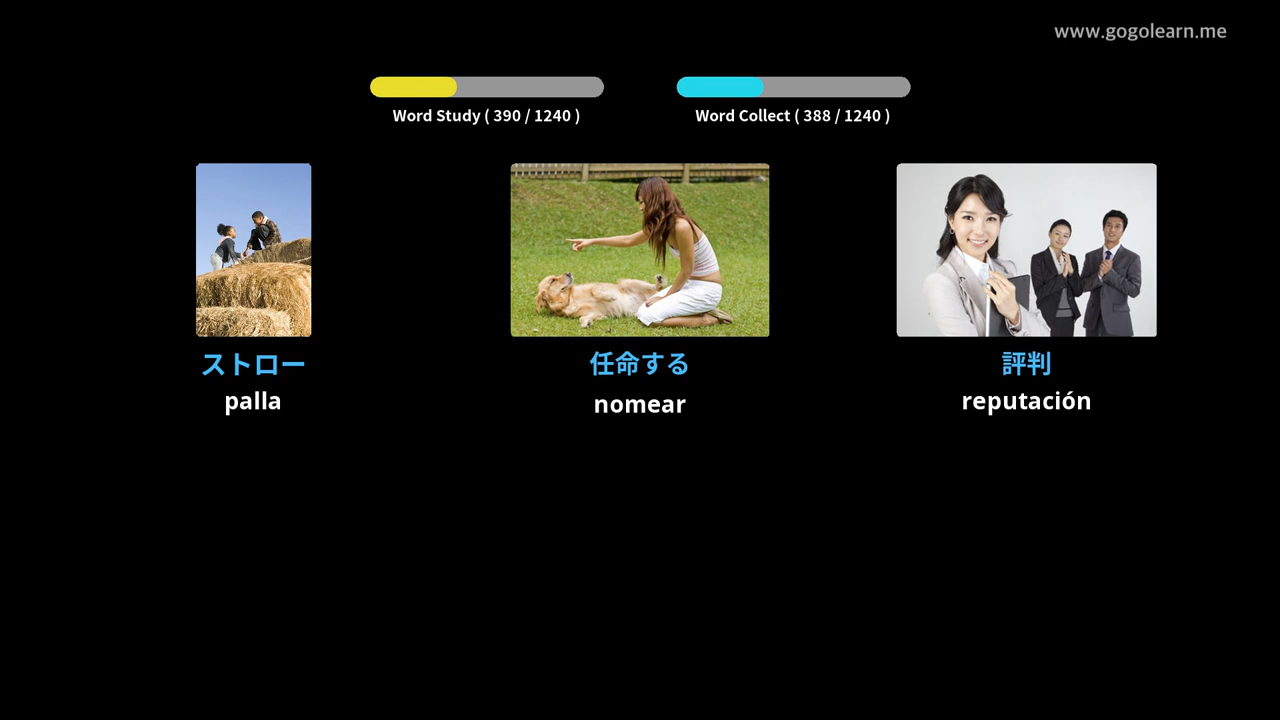 www.gogolearn.me
Word Study ( 390 / 1240 )
Word Collect ( 388 / 1240 )
ストロー
palla
任命する
nomear
評判
reputación